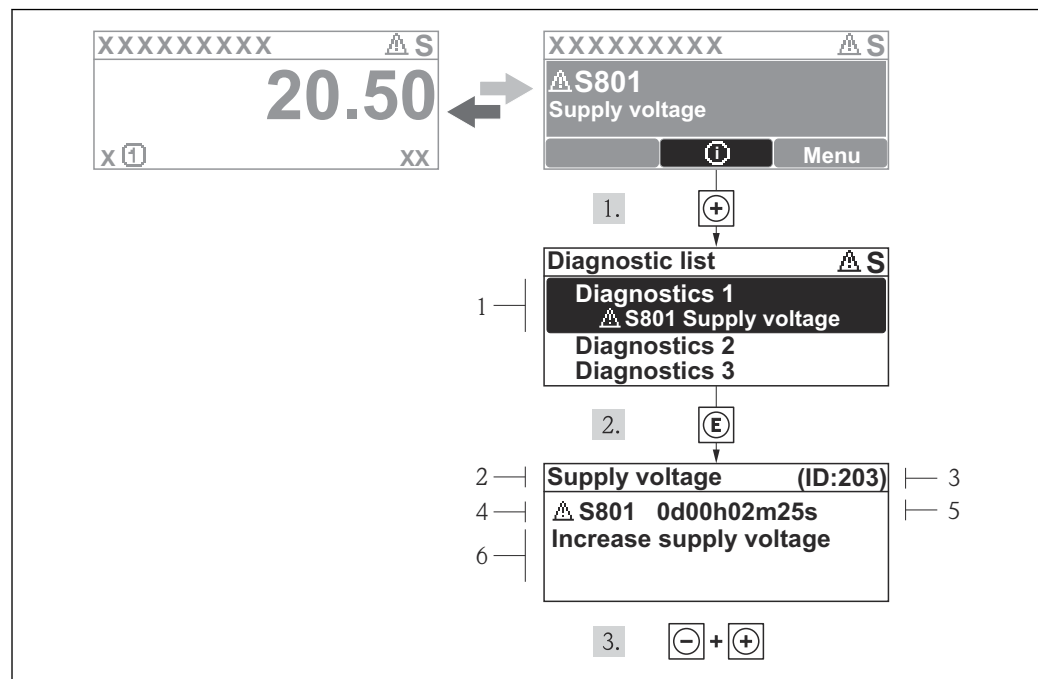 XXXXXXXXX ⚠ S
20.50
x ① xx
XXXXXXXXX ⚠ S
⚠ S801
Supply voltage
ⓘ Menu
1. +
Diagnostic list ⚠ S
1
Diagnostics 1
⚠ S801 Supply voltage
Diagnostics 2
Diagnostics 3
2. E
2 Supply voltage (ID:203) 3
4 ⚠ S801 0d00h02m25s 5
6 Increase supply voltage
3. − + +